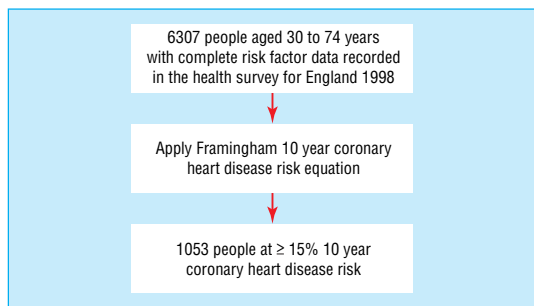 6307 people aged 30 to 74 years
with complete risk factor data recorded
in the health survey for England 1998
Apply Framingham 10 year coronary
heart disease risk equation
1053 people at ≥ 15% 10 year
coronary heart disease risk